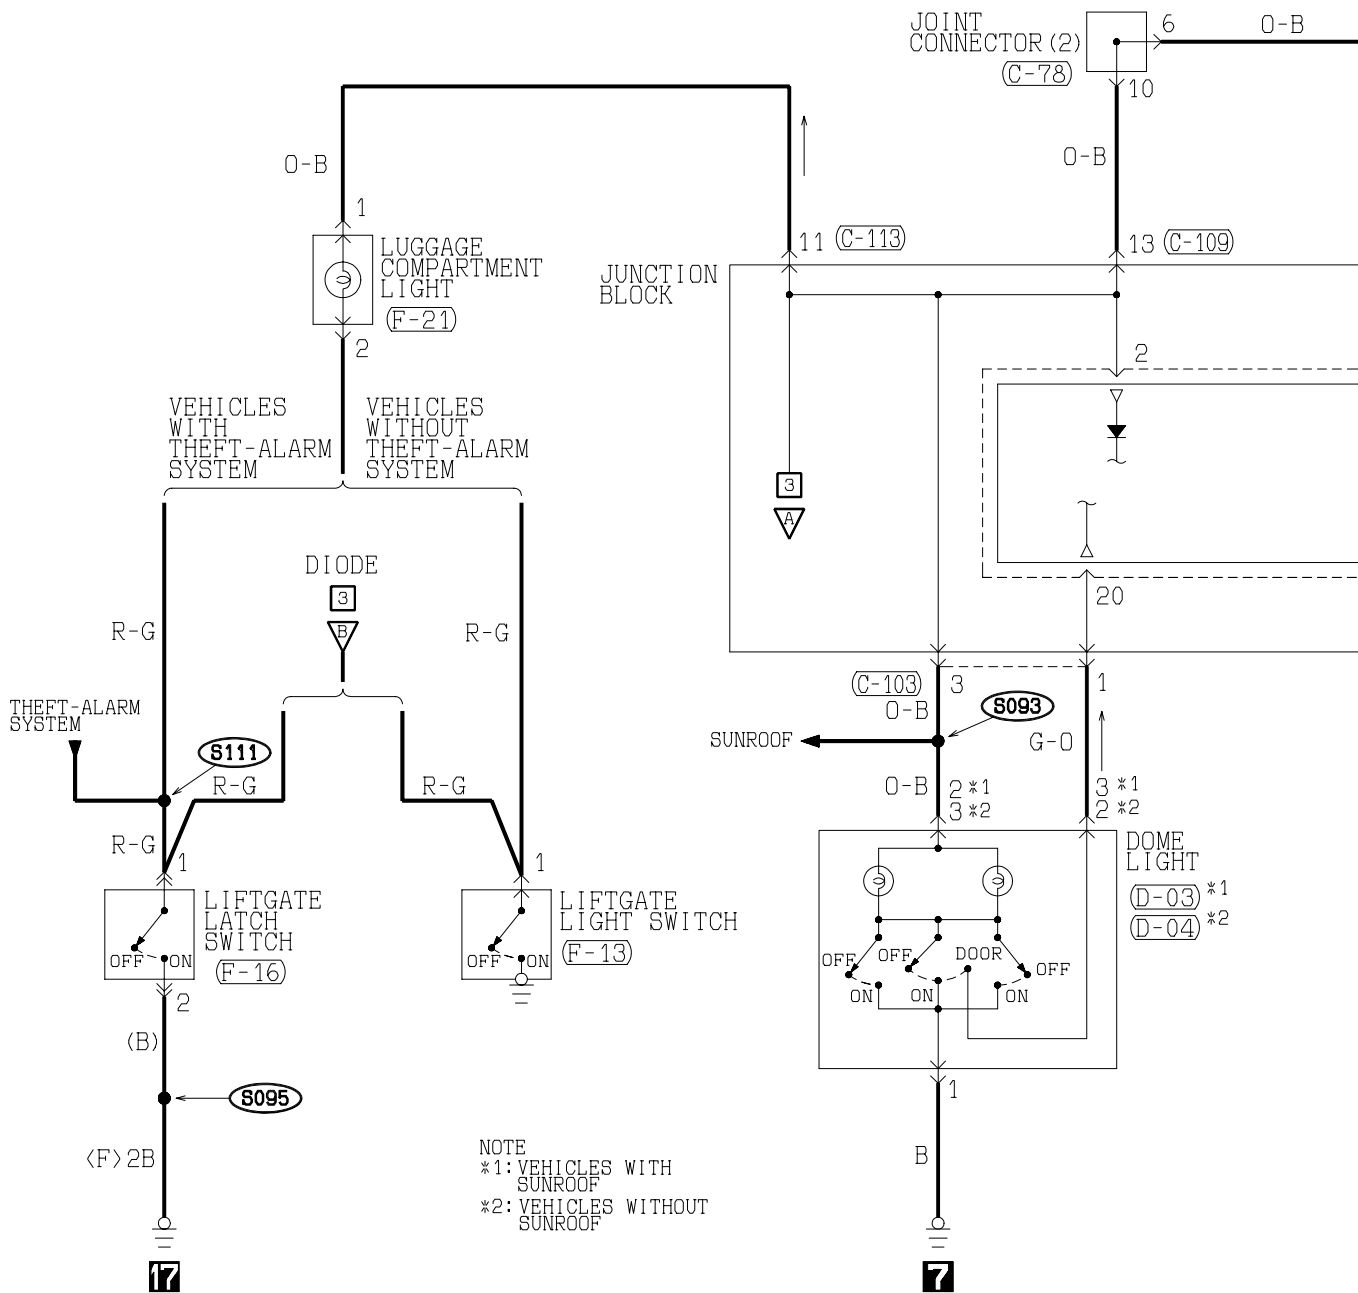 JOINT
CONNECTOR (2)
(C-78)
6
O-B
10
O-B
O-B
1
11
(C-113)
13
(C-109)
LUGGAGE
COMPARTMENT
LIGHT
(F-21)
JUNCTION
BLOCK
2
2
VEHICLES
WITH
THEFT-ALARM
SYSTEM
VEHICLES
WITHOUT
THEFT-ALARM
SYSTEM
3
A
DIODE
3
B
20
R-G
R-G
(C-103)
3
1
O-B
S093
THEFT-ALARM
SYSTEM
SUNROOF
G-O
S111
R-G
R-G
O-B
2 *1
3 *2
3 *1
2 *2
R-G
1
1
DOME
LIGHT
(D-03) *1
(D-04) *2
LIFTGATE
LATCH
SWITCH
(F-16)
OFF
ON
LIFTGATE
LIGHT SWITCH
(F-13)
OFF
ON
OFF
OFF
DOOR
OFF
ON
ON
ON
2
(B)
S095
1
<F>2B
B
NOTE
*1: VEHICLES WITH
SUNROOF
*2: VEHICLES WITHOUT
SUNROOF
17
7